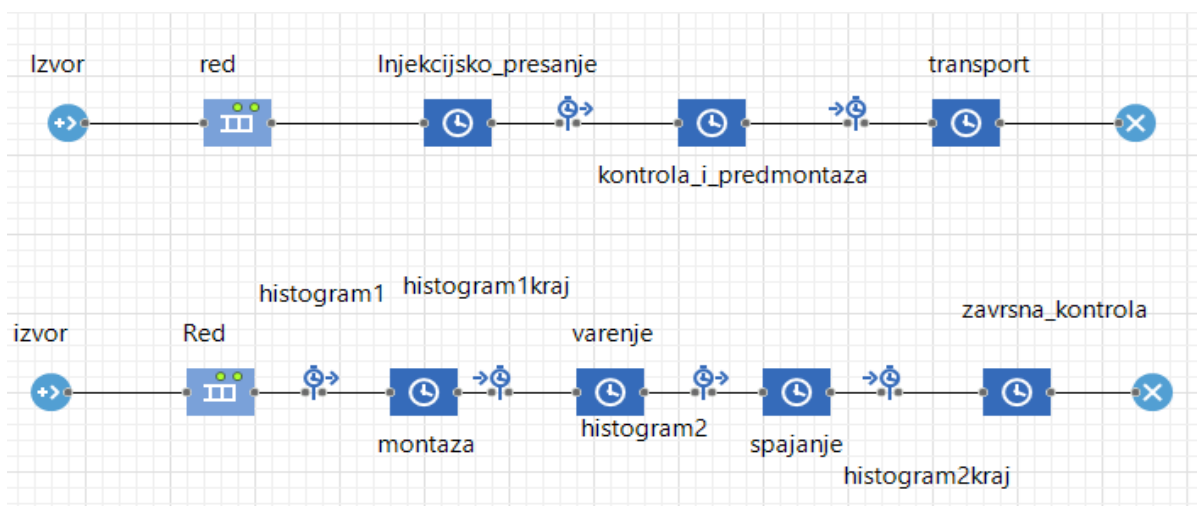 Izvor
red
Injekcijsko_presanje
transport
kontrola_i_predmontaza
histogram1
histogram1kraj
zavrsna_kontrola
izvor
Red
varenje
montaza
histogram2
spajanje
histogram2kraj